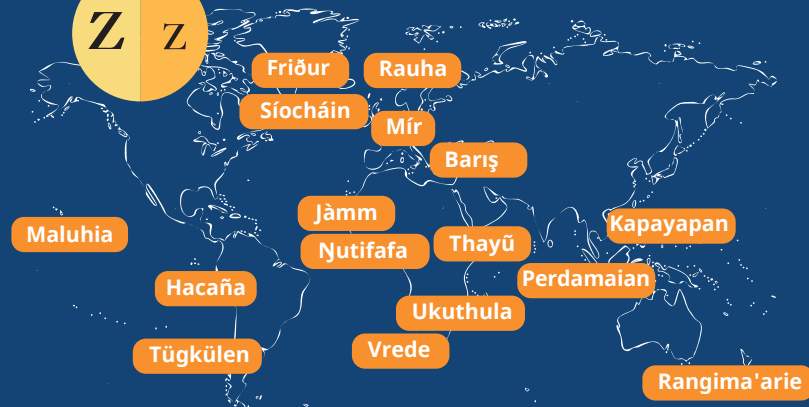 Z z
Friður
Rauha
Síocháin
Mír
Barış
Jàmm
Maluhia
Ŋutifafa
Thayũ
Kapayapan
Perdamaian
Hacaña
Ukuthula
Tügkülen
Vrede
Rangima'arie